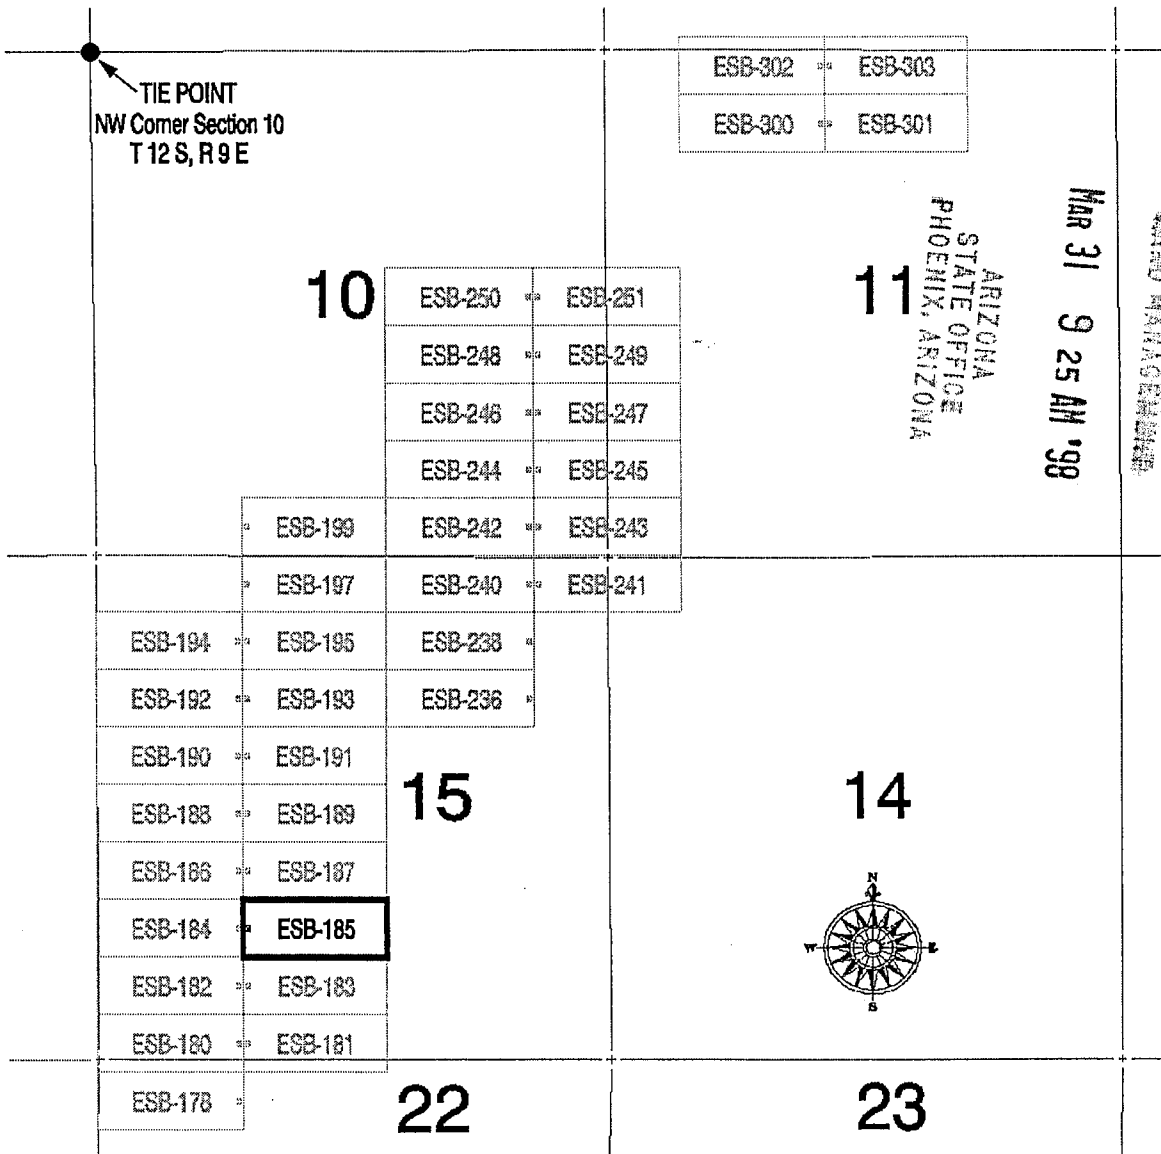 TIE POINT
NW Corner Section 10
T 12 S, R 9 E
ESB-302 ESB-303
ESB-300 ESB-301
10
11
MAR 31 9 25 AM '98
ARIZONA
STATE OFFICE
PHOENIX, ARIZONA
ESB-250 ESB-251
ESB-248 ESB-249
ESB-246 ESB-247
ESB-244 ESB-245
ESB-199 ESB-242 ESB-243
ESB-197 ESB-240 ESB-241
ESB-194 ESB-195 ESB-238
ESB-192 ESB-193 ESB-236
ESB-190 ESB-191
15
14
ESB-188 ESB-189
ESB-186 ESB-187
ESB-184 ESB-185
ESB-182 ESB-183
ESB-180 ESB-181
ESB-178
N
W E
S
22
23